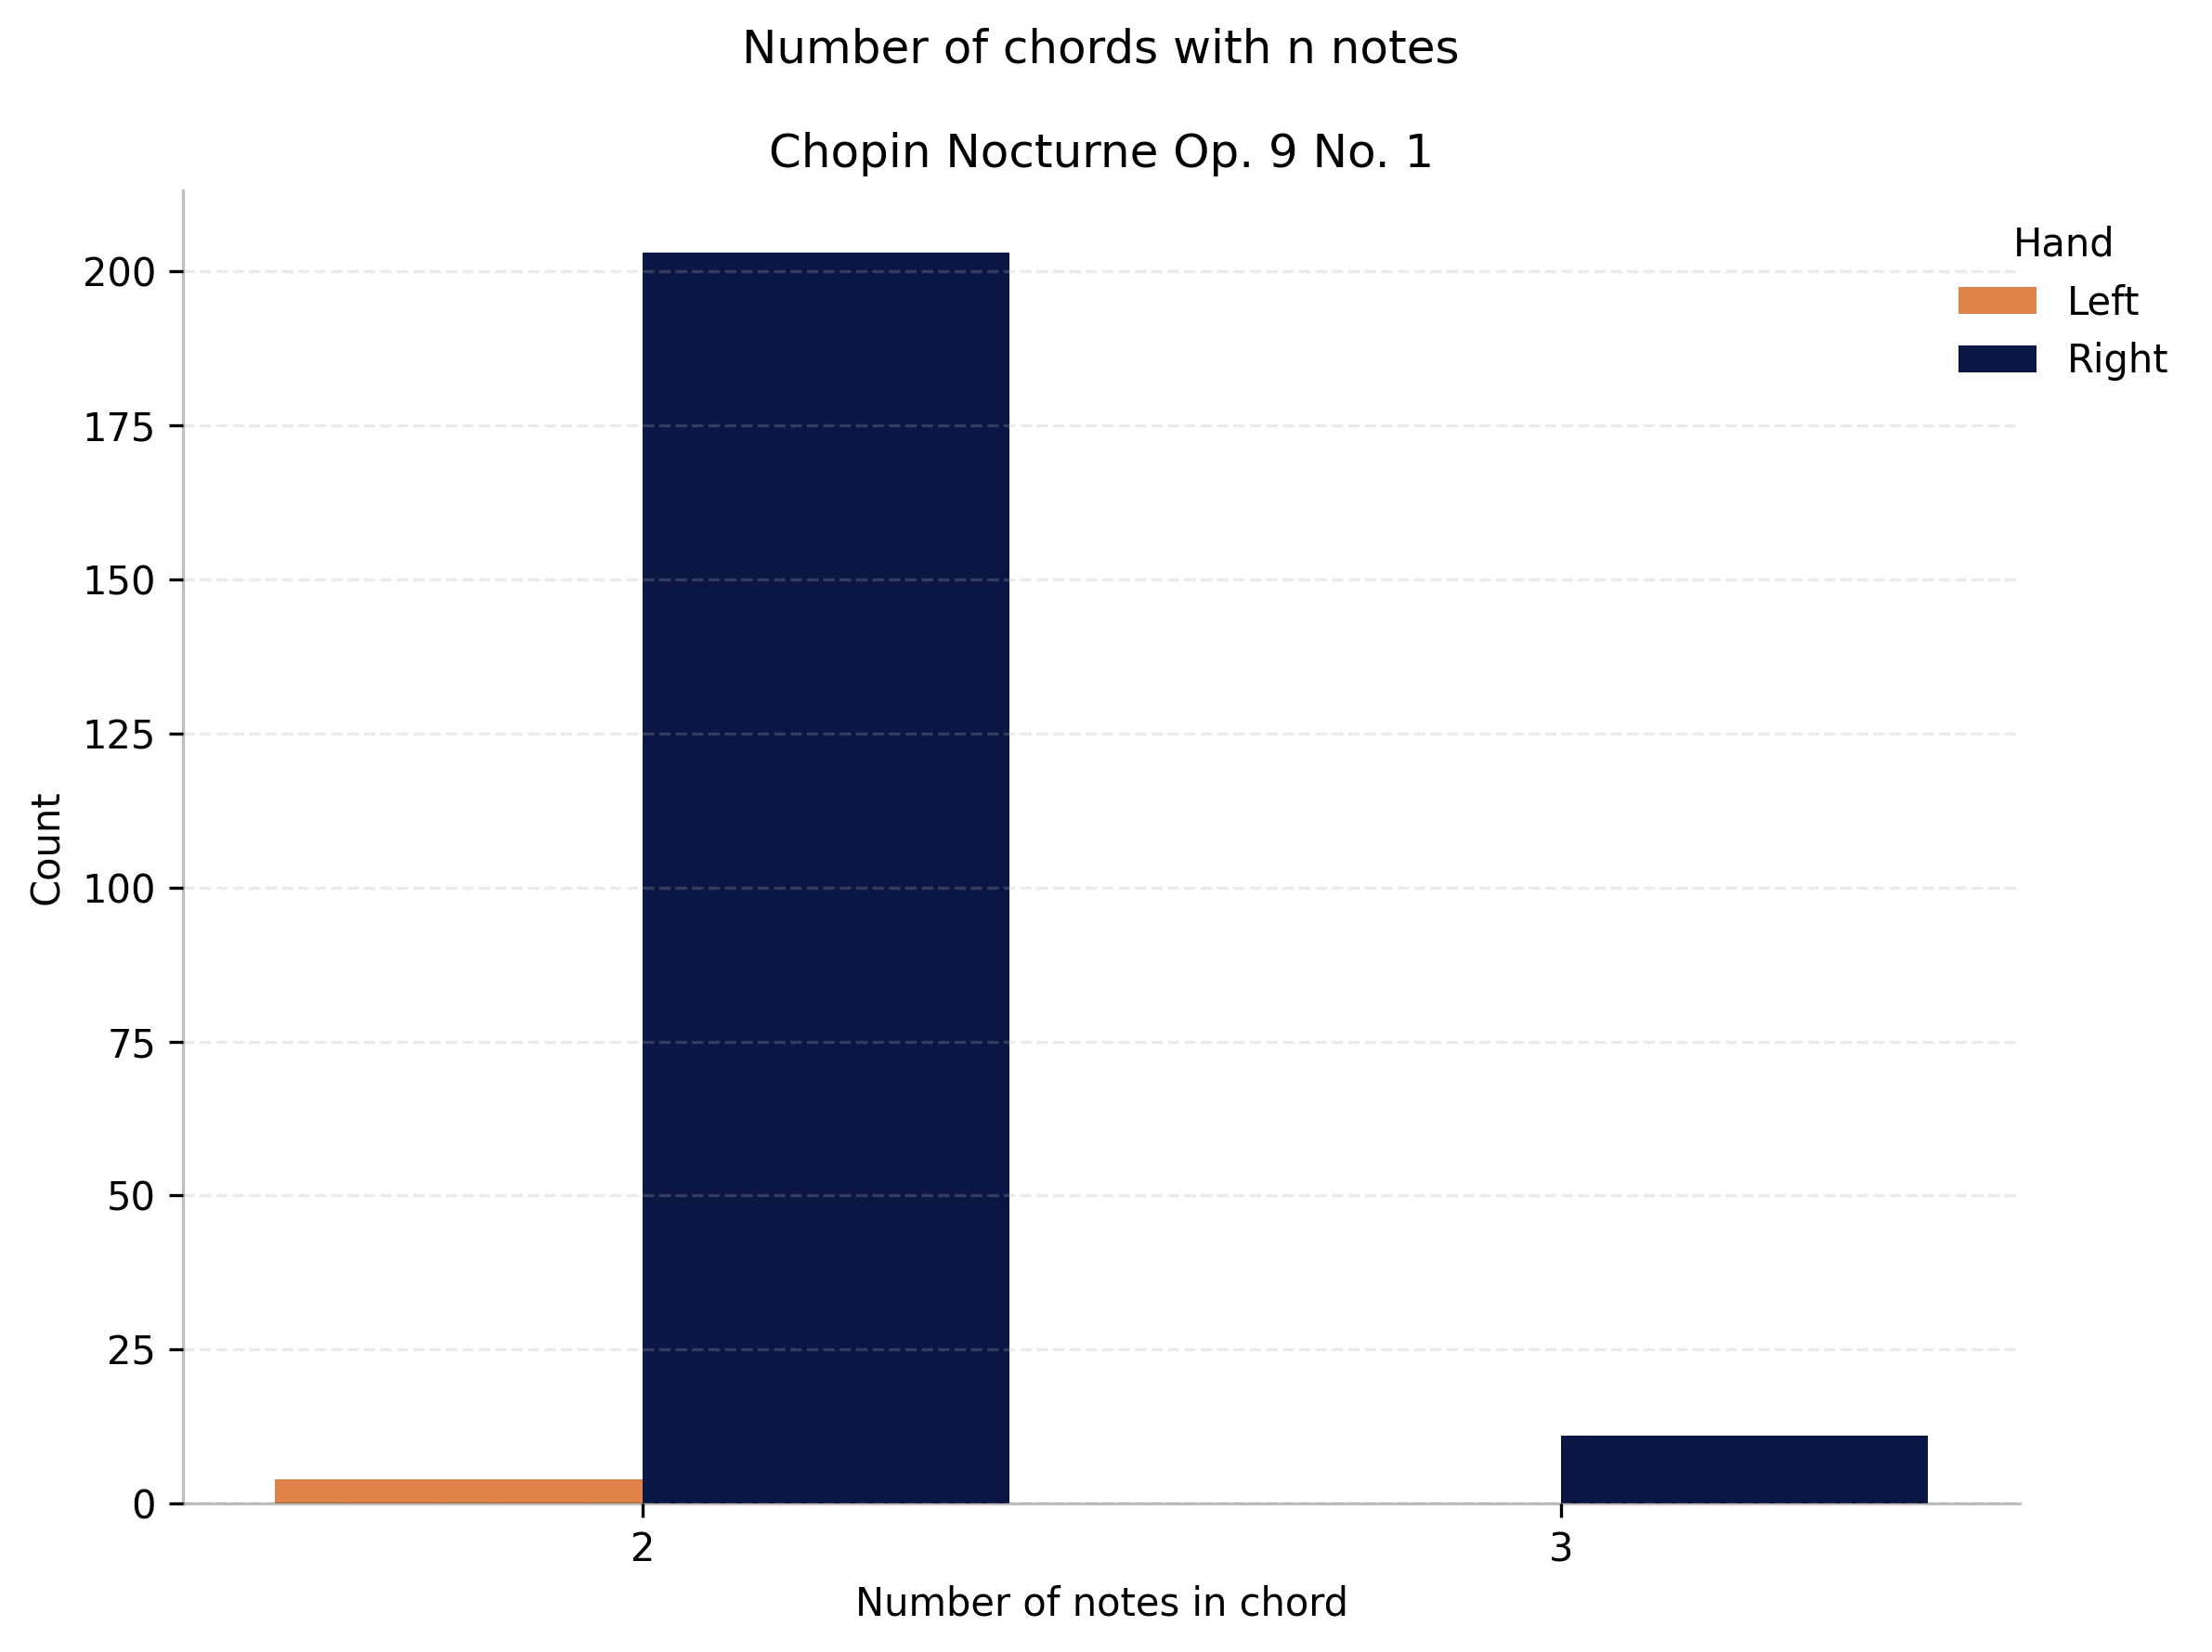 Number of chords with n notes
Chopin Nocturne Op. 9 No. 1
Hand
Left
Right
Count
200
175
150
125
100
75
50
25
0
2
3
Number of notes in chord